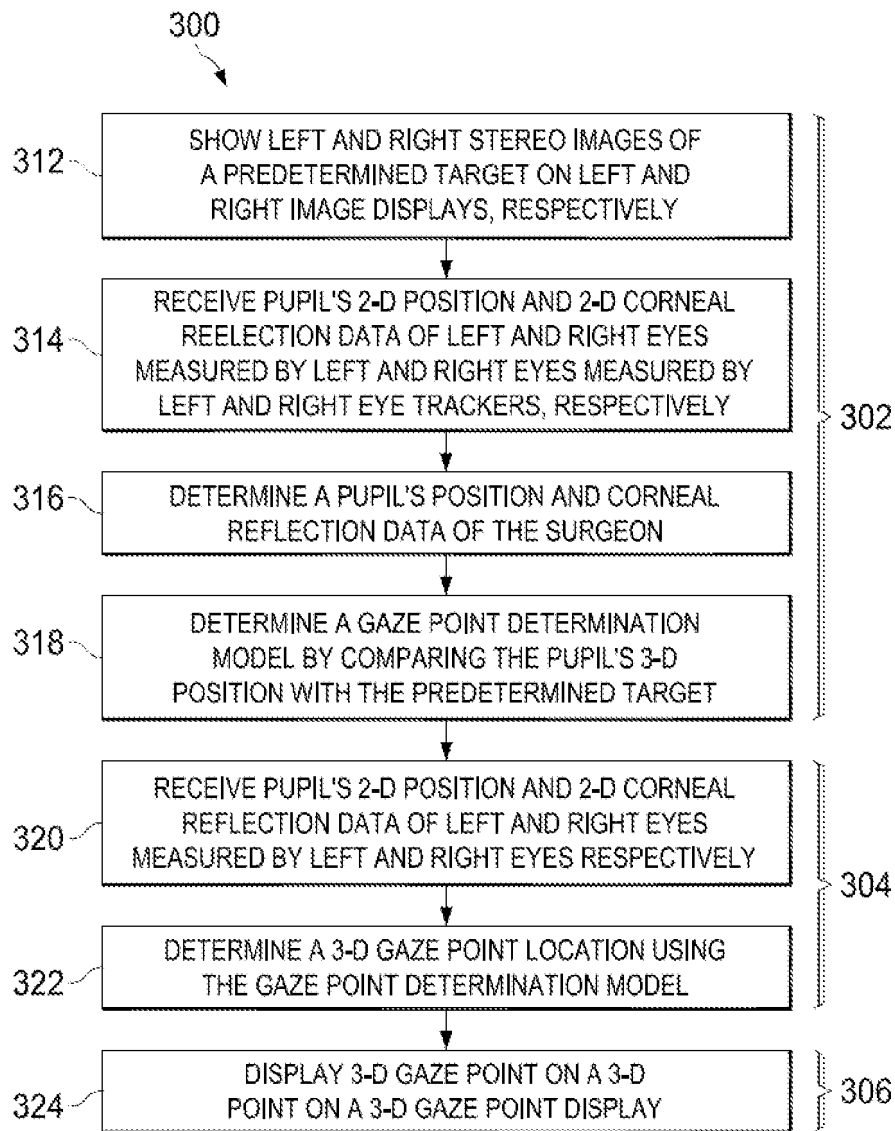 300
312
SHOW LEFT AND RIGHT STEREO IMAGES OF
A PREDETERMINED TARGET ON LEFT AND
RIGHT IMAGE DISPLAYS, RESPECTIVELY
314
RECEIVE PUPIL'S 2-D POSITION AND 2-D CORNEAL
REELECTION DATA OF LEFT AND RIGHT EYES
MEASURED BY LEFT AND RIGHT EYES MEASURED BY
LEFT AND RIGHT EYE TRACKERS, RESPECTIVELY
302
316
DETERMINE A PUPIL'S POSITION AND CORNEAL
REFLECTION DATA OF THE SURGEON
318
DETERMINE A GAZE POINT DETERMINATION
MODEL BY COMPARING THE PUPIL'S 3-D
POSITION WITH THE PREDETERMINED TARGET
320
RECEIVE PUPIL'S 2-D POSITION AND 2-D CORNEAL
REFLECTION DATA OF LEFT AND RIGHT EYES
MEASURED BY LEFT AND RIGHT EYES RESPECTIVELY
304
322
DETERMINE A 3-D GAZE POINT LOCATION USING
THE GAZE POINT DETERMINATION MODEL
324
DISPLAY 3-D GAZE POINT ON A 3-D
POINT ON A 3-D GAZE POINT DISPLAY
306